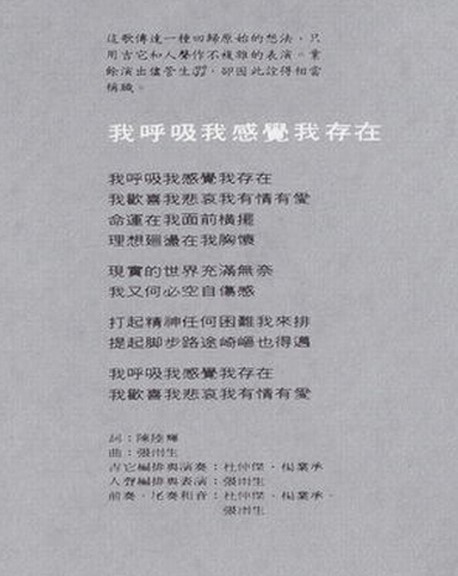 這歌傳達一種回歸原始的想法，只
用吉它和人聲作不複雜的表演。業
餘演出儘管生澀，卻因此詮得相當
稱職。
我呼吸我感覺我存在
我呼吸我感覺我存在
我歡喜我悲哀我有情有愛
命運在我面前橫擺
理想迴盪在我胸懷
現實的世界充滿無奈
我又何必空自傷感
打起精神任何困難我來排
提起脚步路途崎嶇也得邁
我呼吸我感覺我存在
我歡喜我悲哀我有情有愛
詞：陳陸輝
曲：張雨生
吉它編排與演奏：杜仲傑、楊業承
人聲編排與表演：張雨生
前奏、尾奏和音：杜仲傑、楊業承、
張雨生